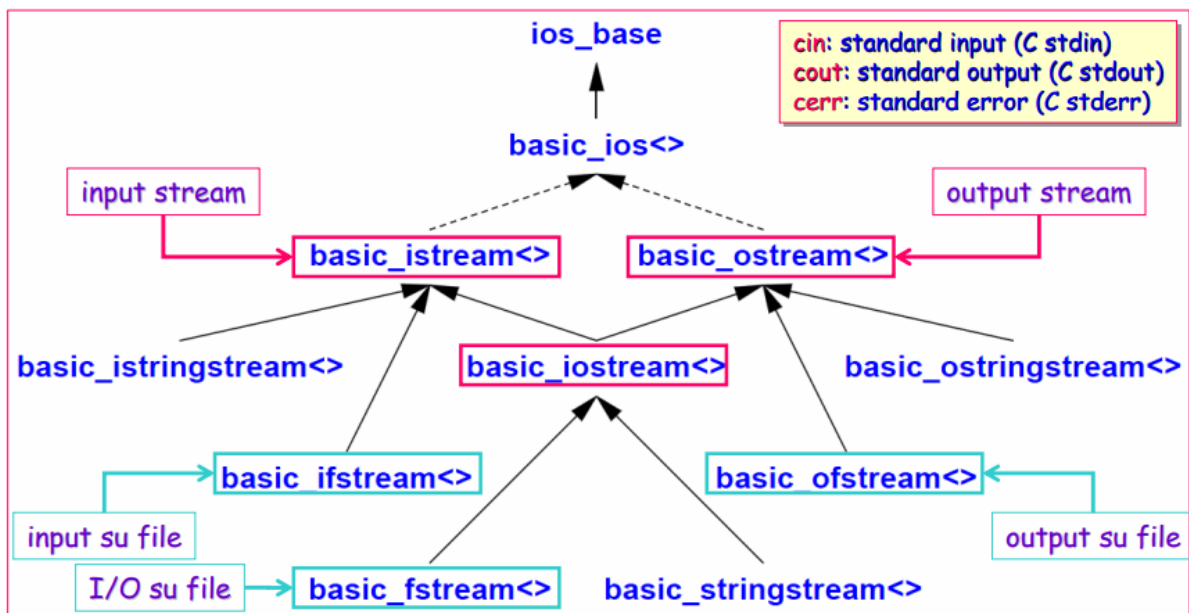 ios_base
cin: standard input (C stdin)
cout: standard output (C stdout)
cerr: standard error (C stderr)
basic_ios<>
input stream
output stream
basic_istream<>
basic_ostream<>
basic_istringstream<>
basic_iostream<>
basic_ostringstream<>
basic_ifstream<>
basic_ofstream<>
input su file
output su file
I/O su file
basic_fstream<>
basic_stringstream<>